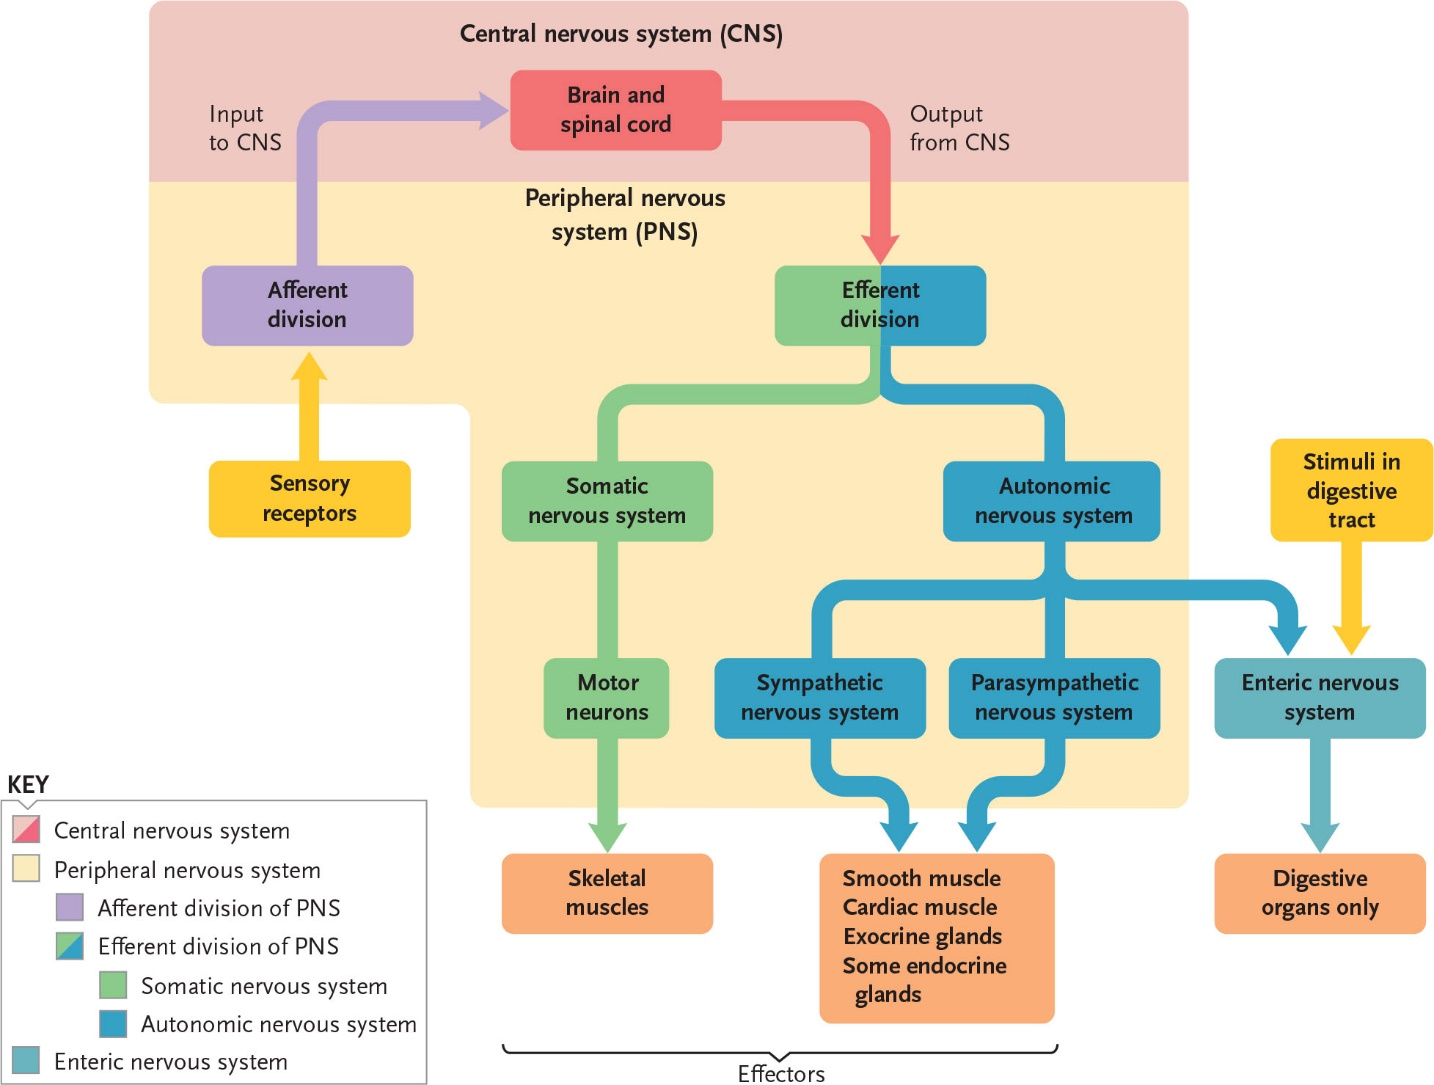 Central nervous system (CNS)
Input
to CNS
Brain and
spinal cord
Output
from CNS
Peripheral nervous
system (PNS)
Afferent
division
Efferent
division
Sensory
receptors
Somatic
nervous system
Autonomic
nervous system
Stimuli in
digestive
tract
Motor
neurons
Sympathetic
nervous system
Parasympathetic
nervous system
Enteric nervous
system
Skeletal
muscles
Smooth muscle
Cardiac muscle
Exocrine glands
Some endocrine
glands
Digestive
organs only
Effectors
KEY
Central nervous system
Peripheral nervous system
Afferent division of PNS
Efferent division of PNS
Somatic nervous system
Autonomic nervous system
Enteric nervous system